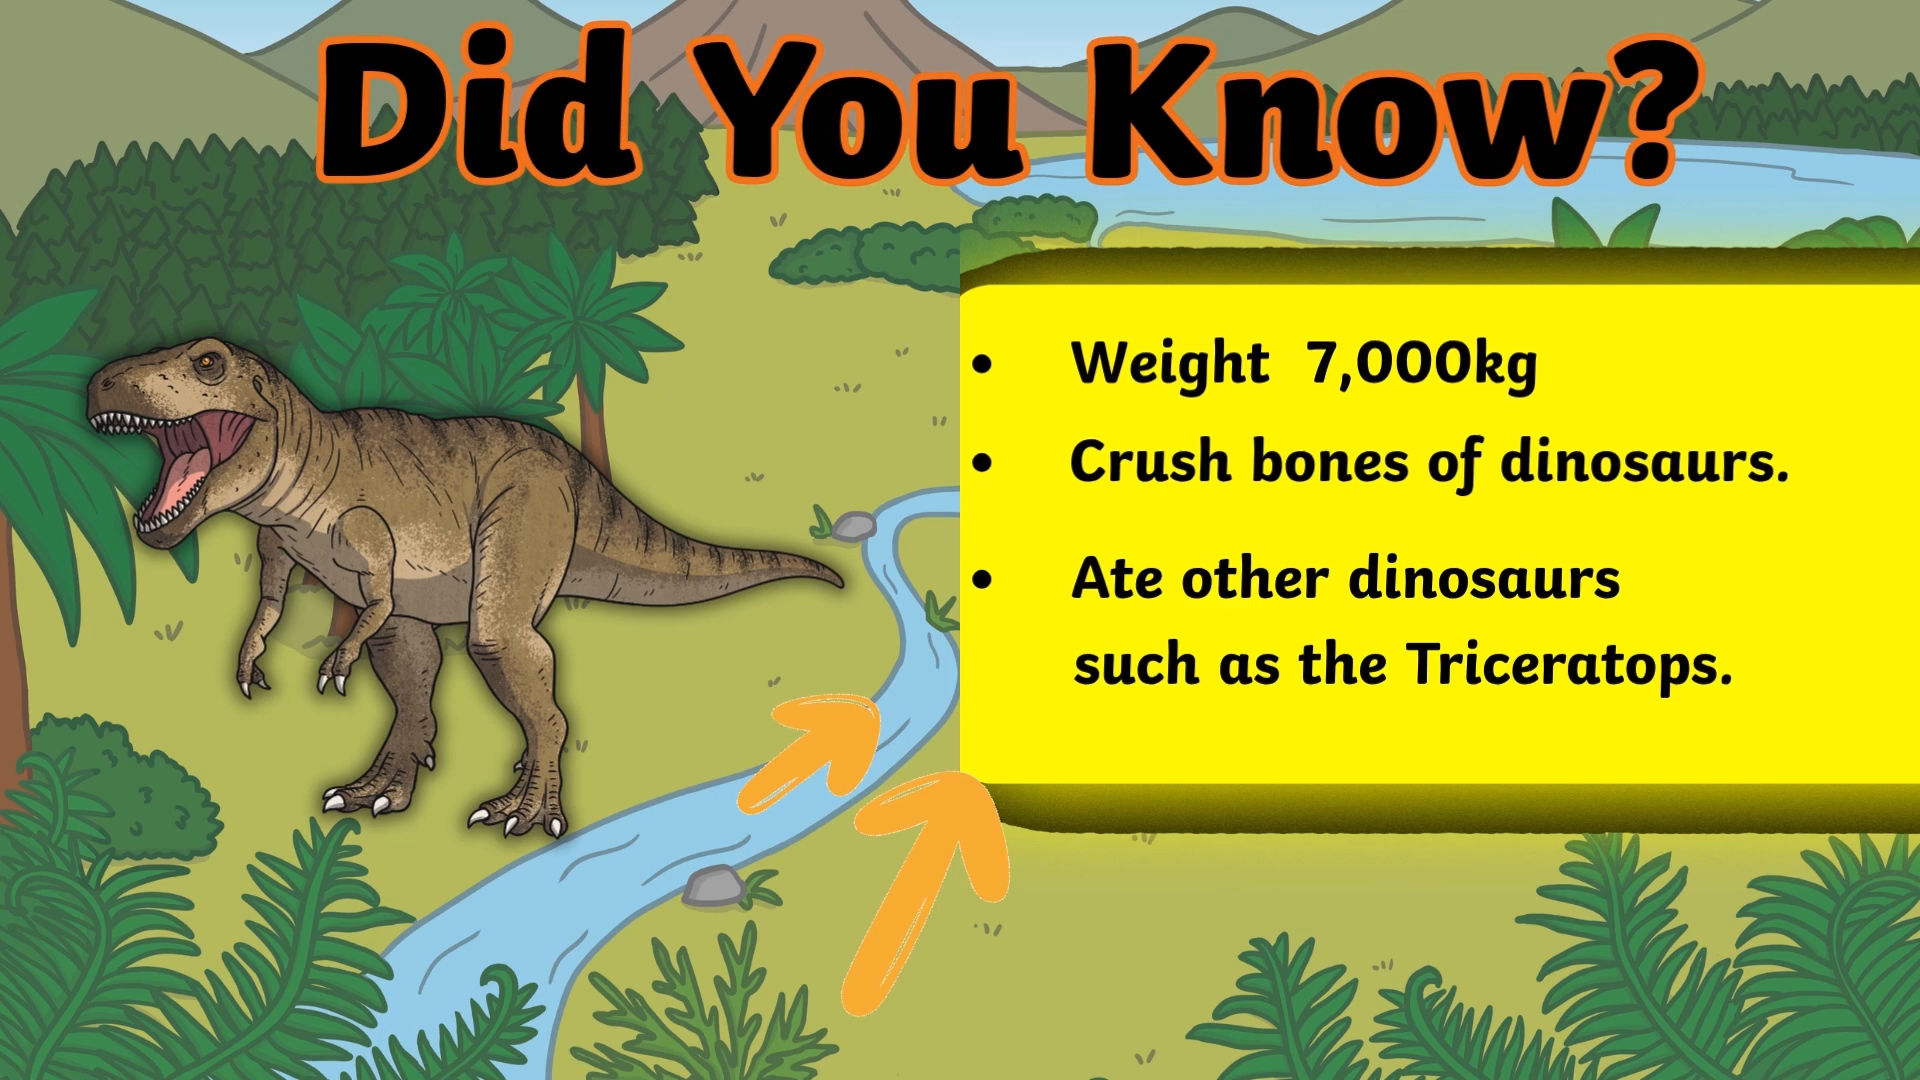 Did You Know?
• Weight  7,000kg
• Crush bones of dinosaurs.
• Ate other dinosaurs
such as the Triceratops.